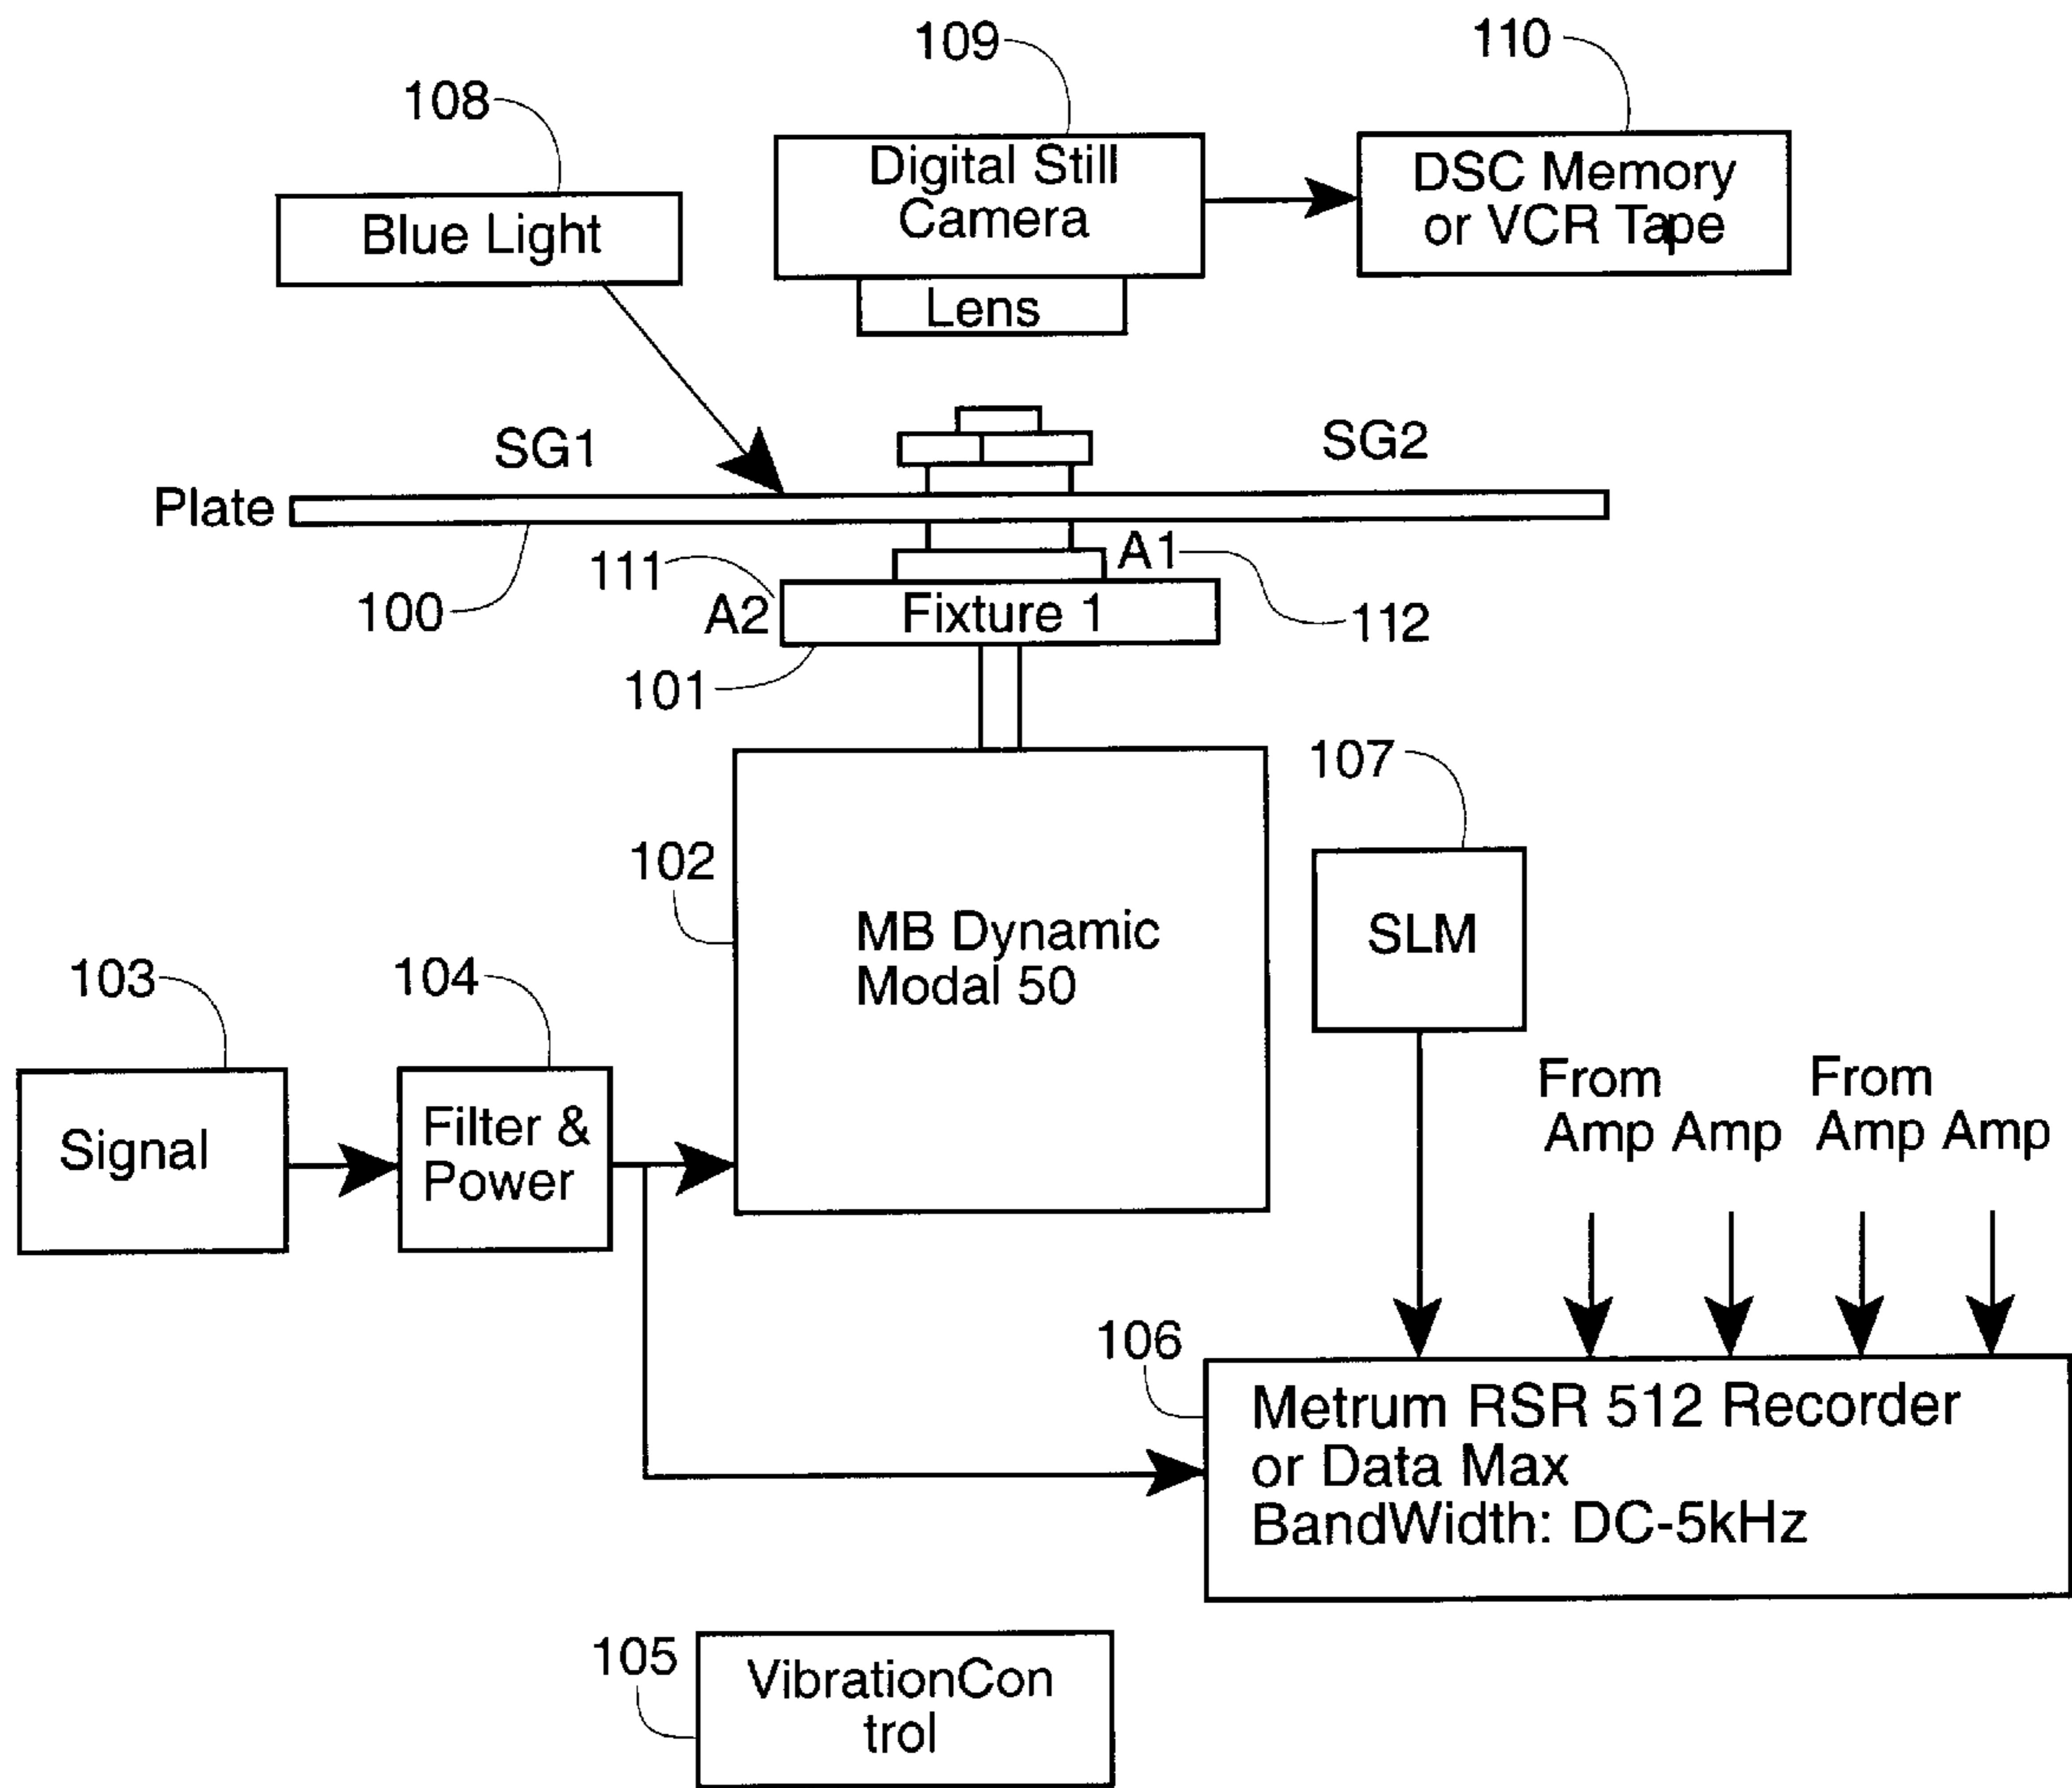 109
110
108
Digital Still
Camera
DSC Memory
or VCR Tape
Blue Light
Lens
SG1
SG2
Plate
A1
111
100
A2
Fixture 1
112
101
107
102
MB Dynamic
Modal 50
SLM
103
104
From
From
Amp Amp
Amp Amp
Signal
Filter &
Power
106
Metrum RSR 512 Recorder
or Data Max
BandWidth: DC-5kHz
105
VibrationCon
trol